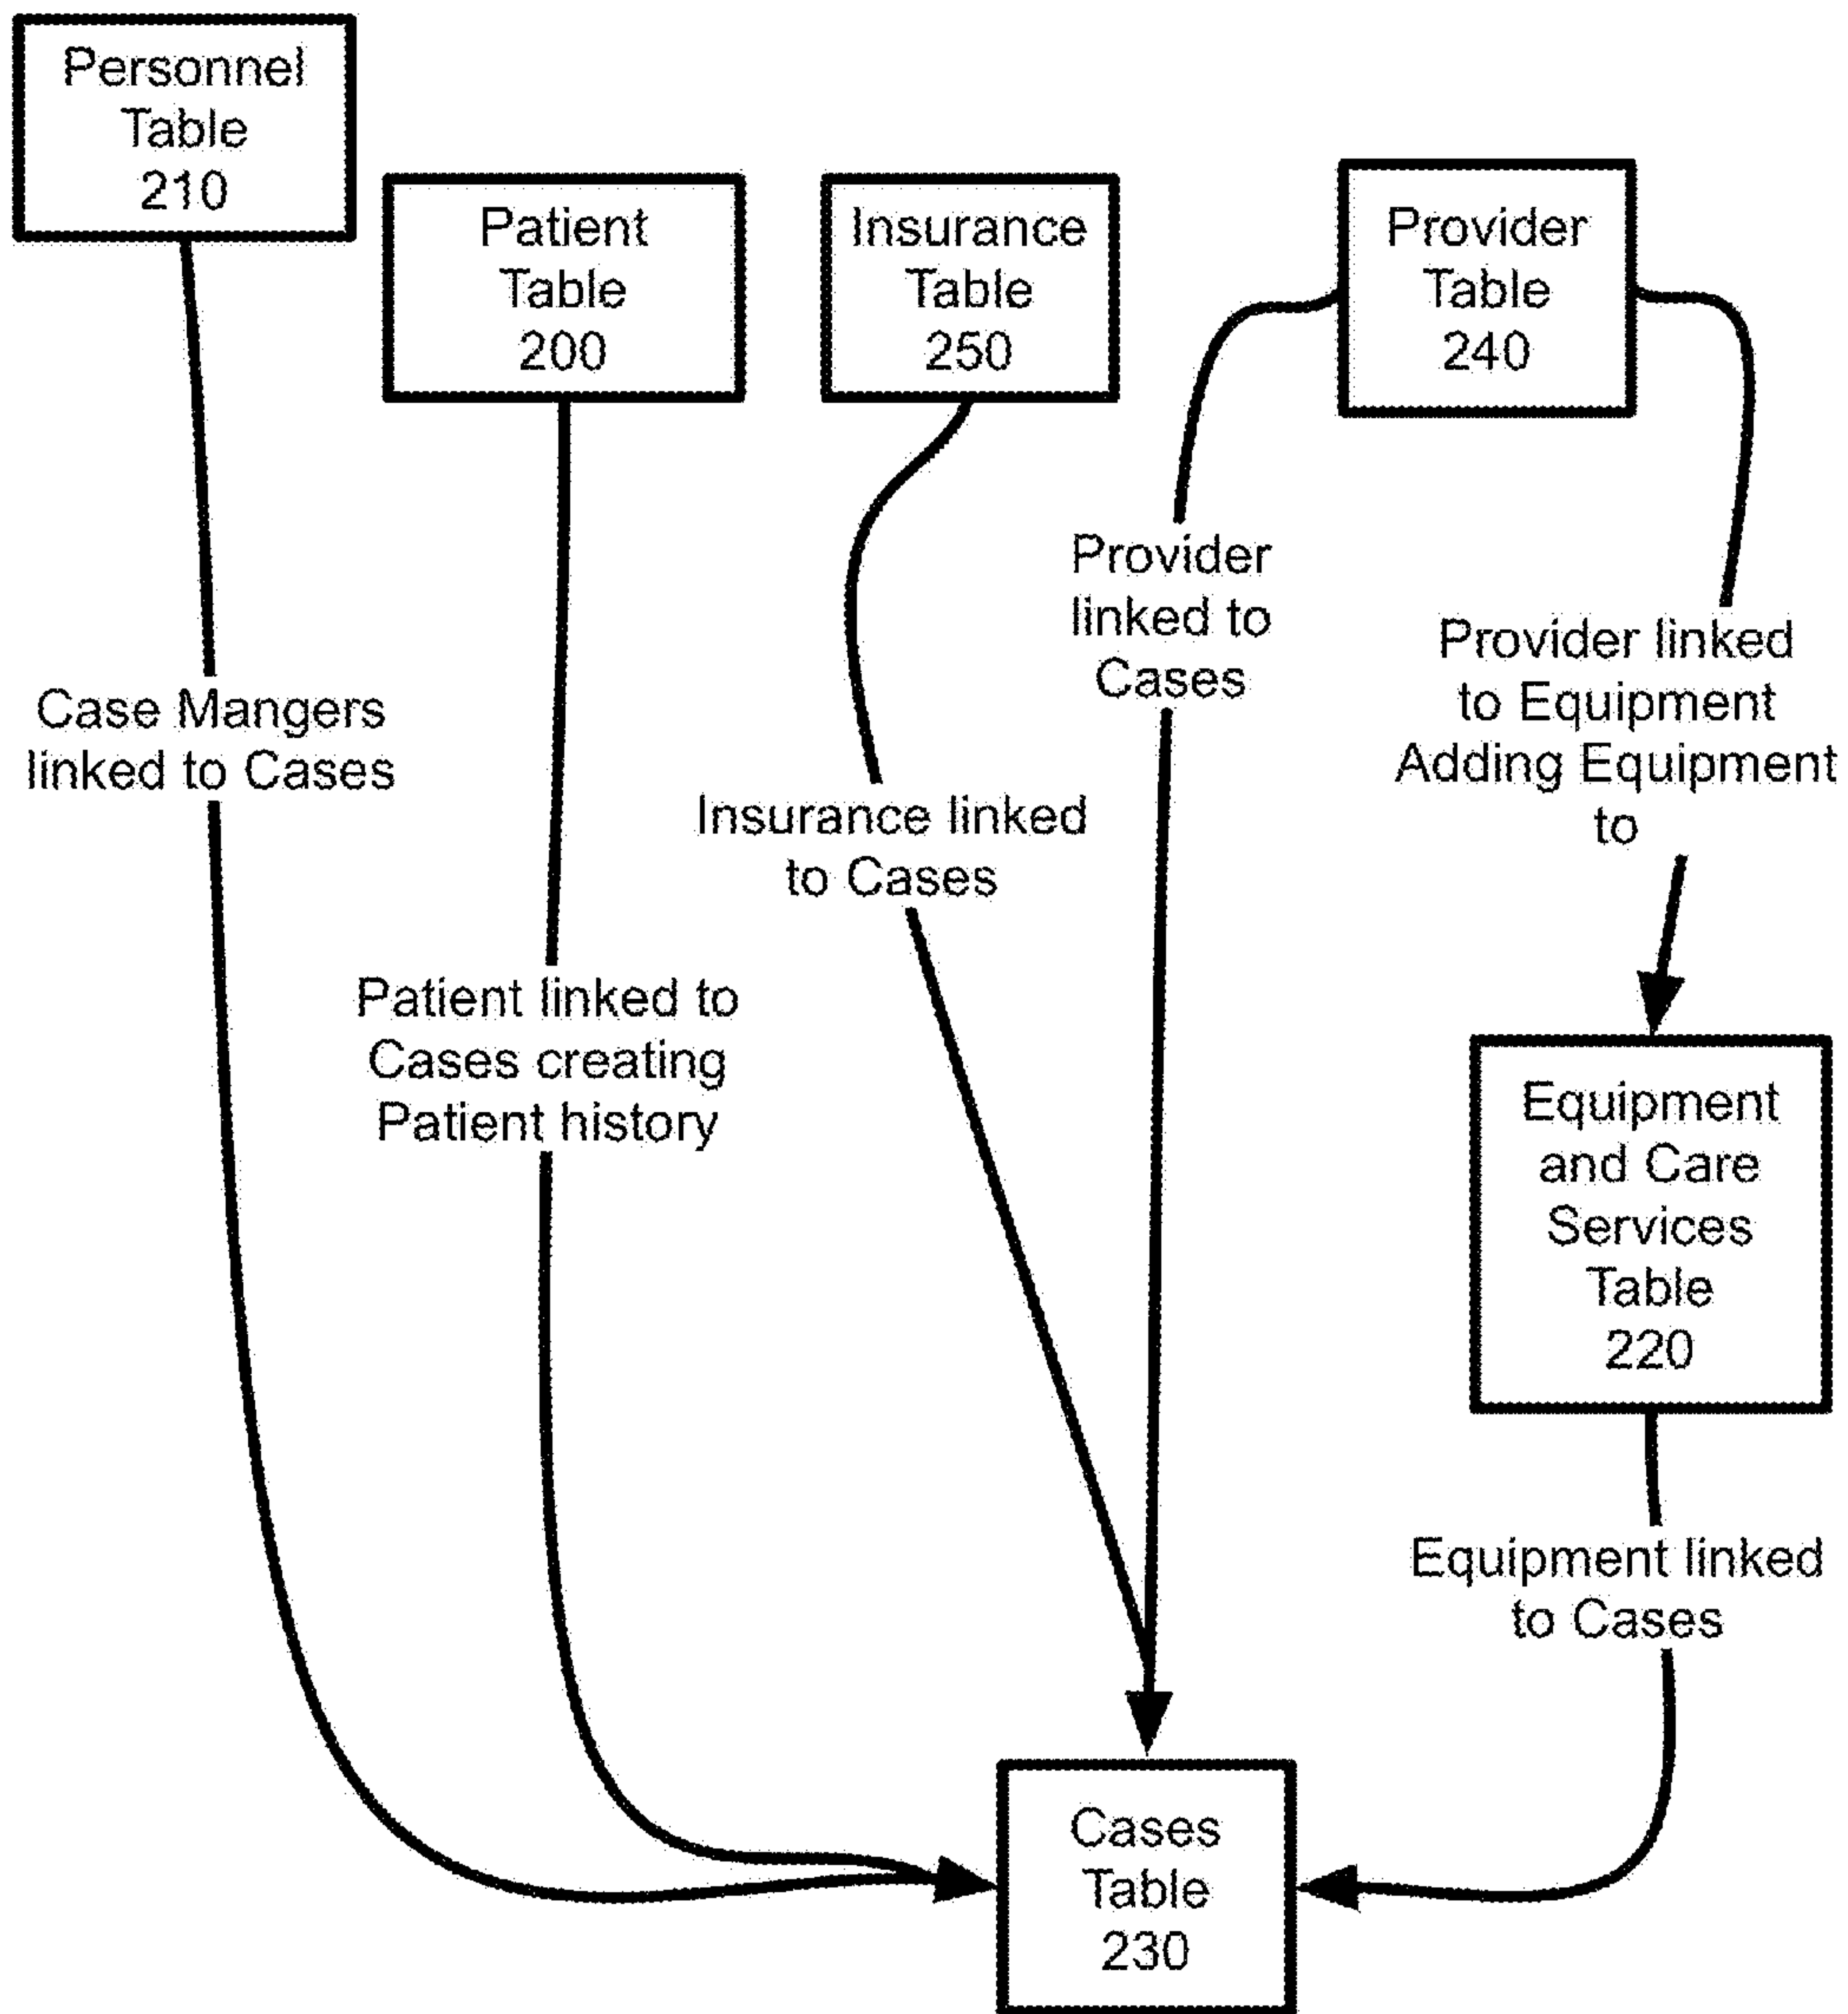 Personnel
Table
210
Patient
Table
200
Insurance
Table
250
Provider
Table
240
Provider
linked to
Cases
Provider linked
to Equipment
Adding Equipment
to
Case Mangers
linked to Cases
Insurance linked
to Cases
Patient linked to
Cases creating
Patient history
Equipment
and Care
Services
Table
220
Equipment linked
to Cases
Cases
Table
230